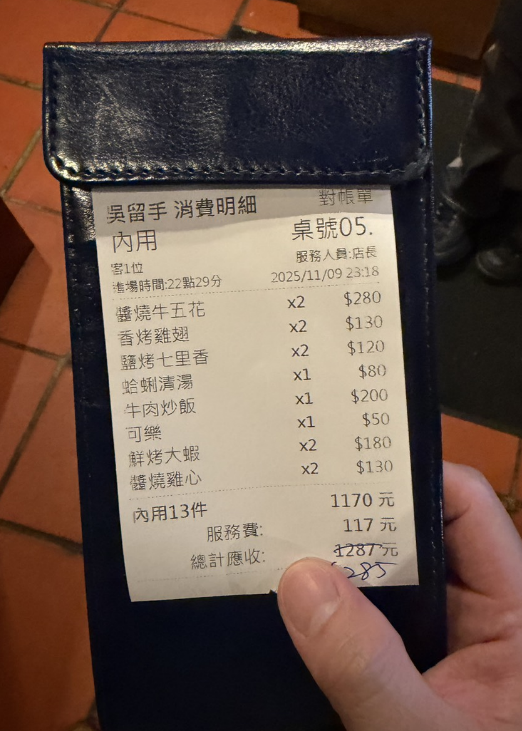 吳留手 消費明細 對帳單
內用 桌號05.
客1位 服務人員:店長
進場時間:22點29分 2025/11/09 23:18
醬燒牛五花 x2 $280
香烤雞翅 x2 $130
鹽烤七里香 x2 $120
蛤蜊清湯 x1 $80
牛肉炒飯 x1 $200
可樂 x1 $50
鮮烤大蝦 x2 $180
醬燒雞心 x2 $130
內用13件 1170 元
服務費: 117 元
總計應收: 1287 元
285